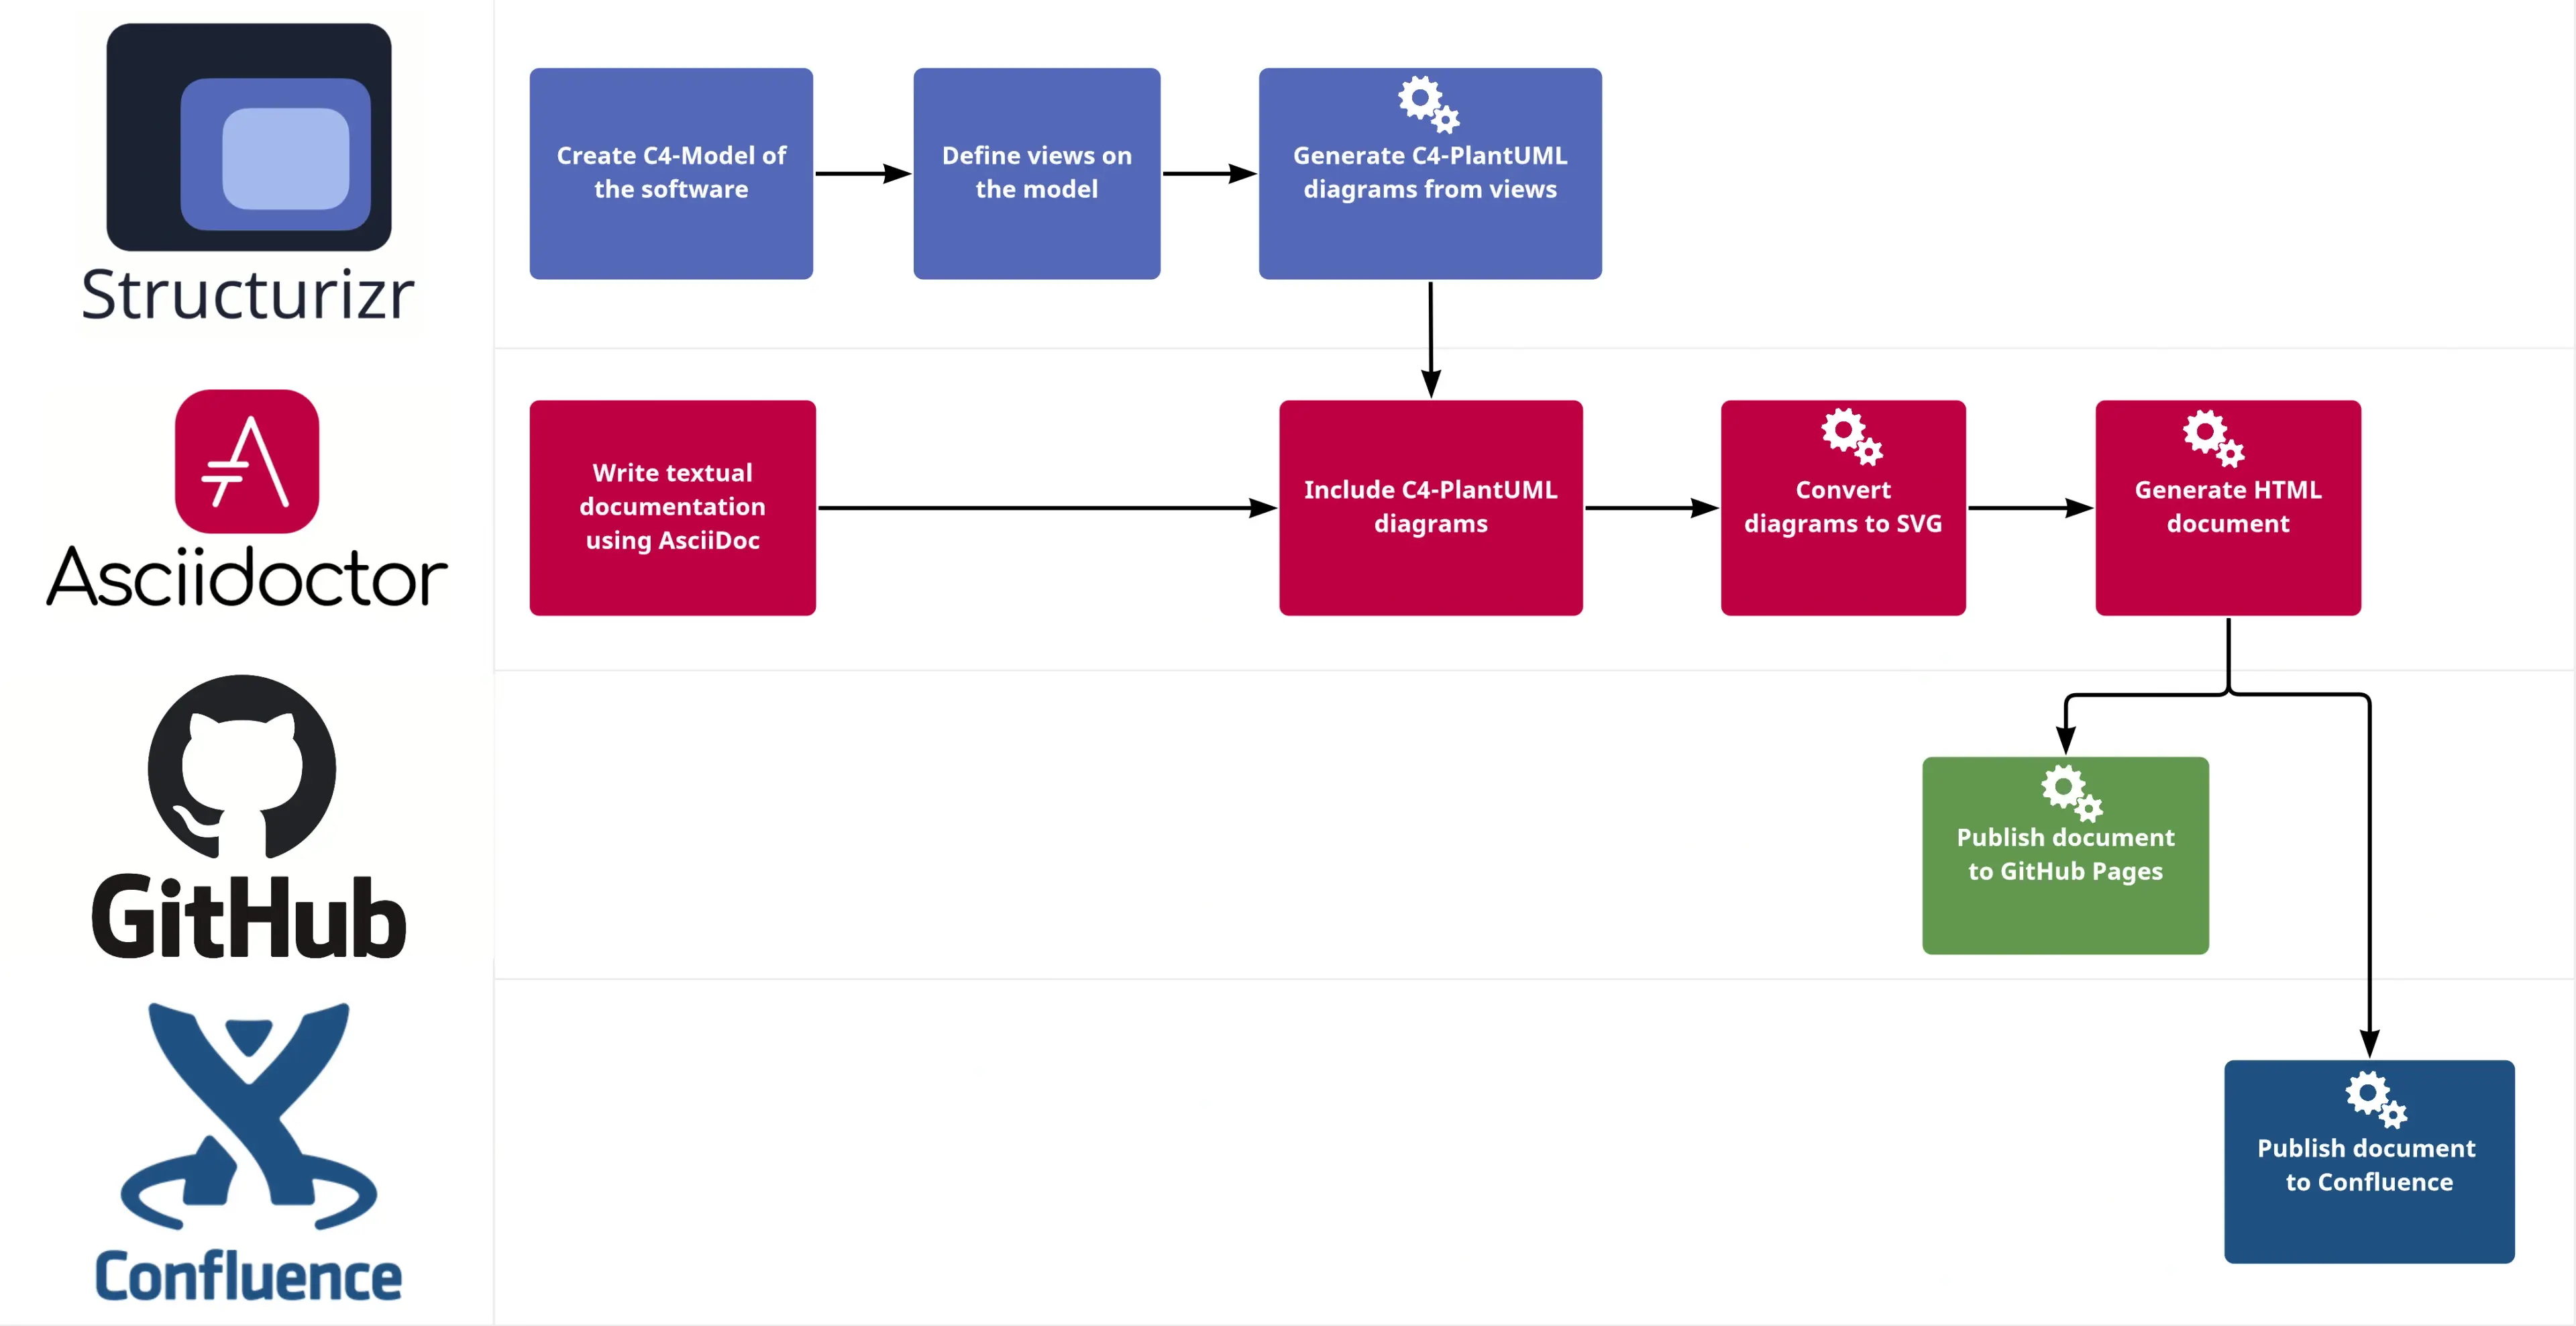 Structurizr
Create C4-Model of
the software
Define views on
the model
Generate C4-PlantUML
diagrams from views
Asciidoctor
Write textual
documentation
using AsciiDoc
Include C4-PlantUML
diagrams
Convert
diagrams to SVG
Generate HTML
document
GitHub
Publish document
to GitHub Pages
Confluence
Publish document
to Confluence